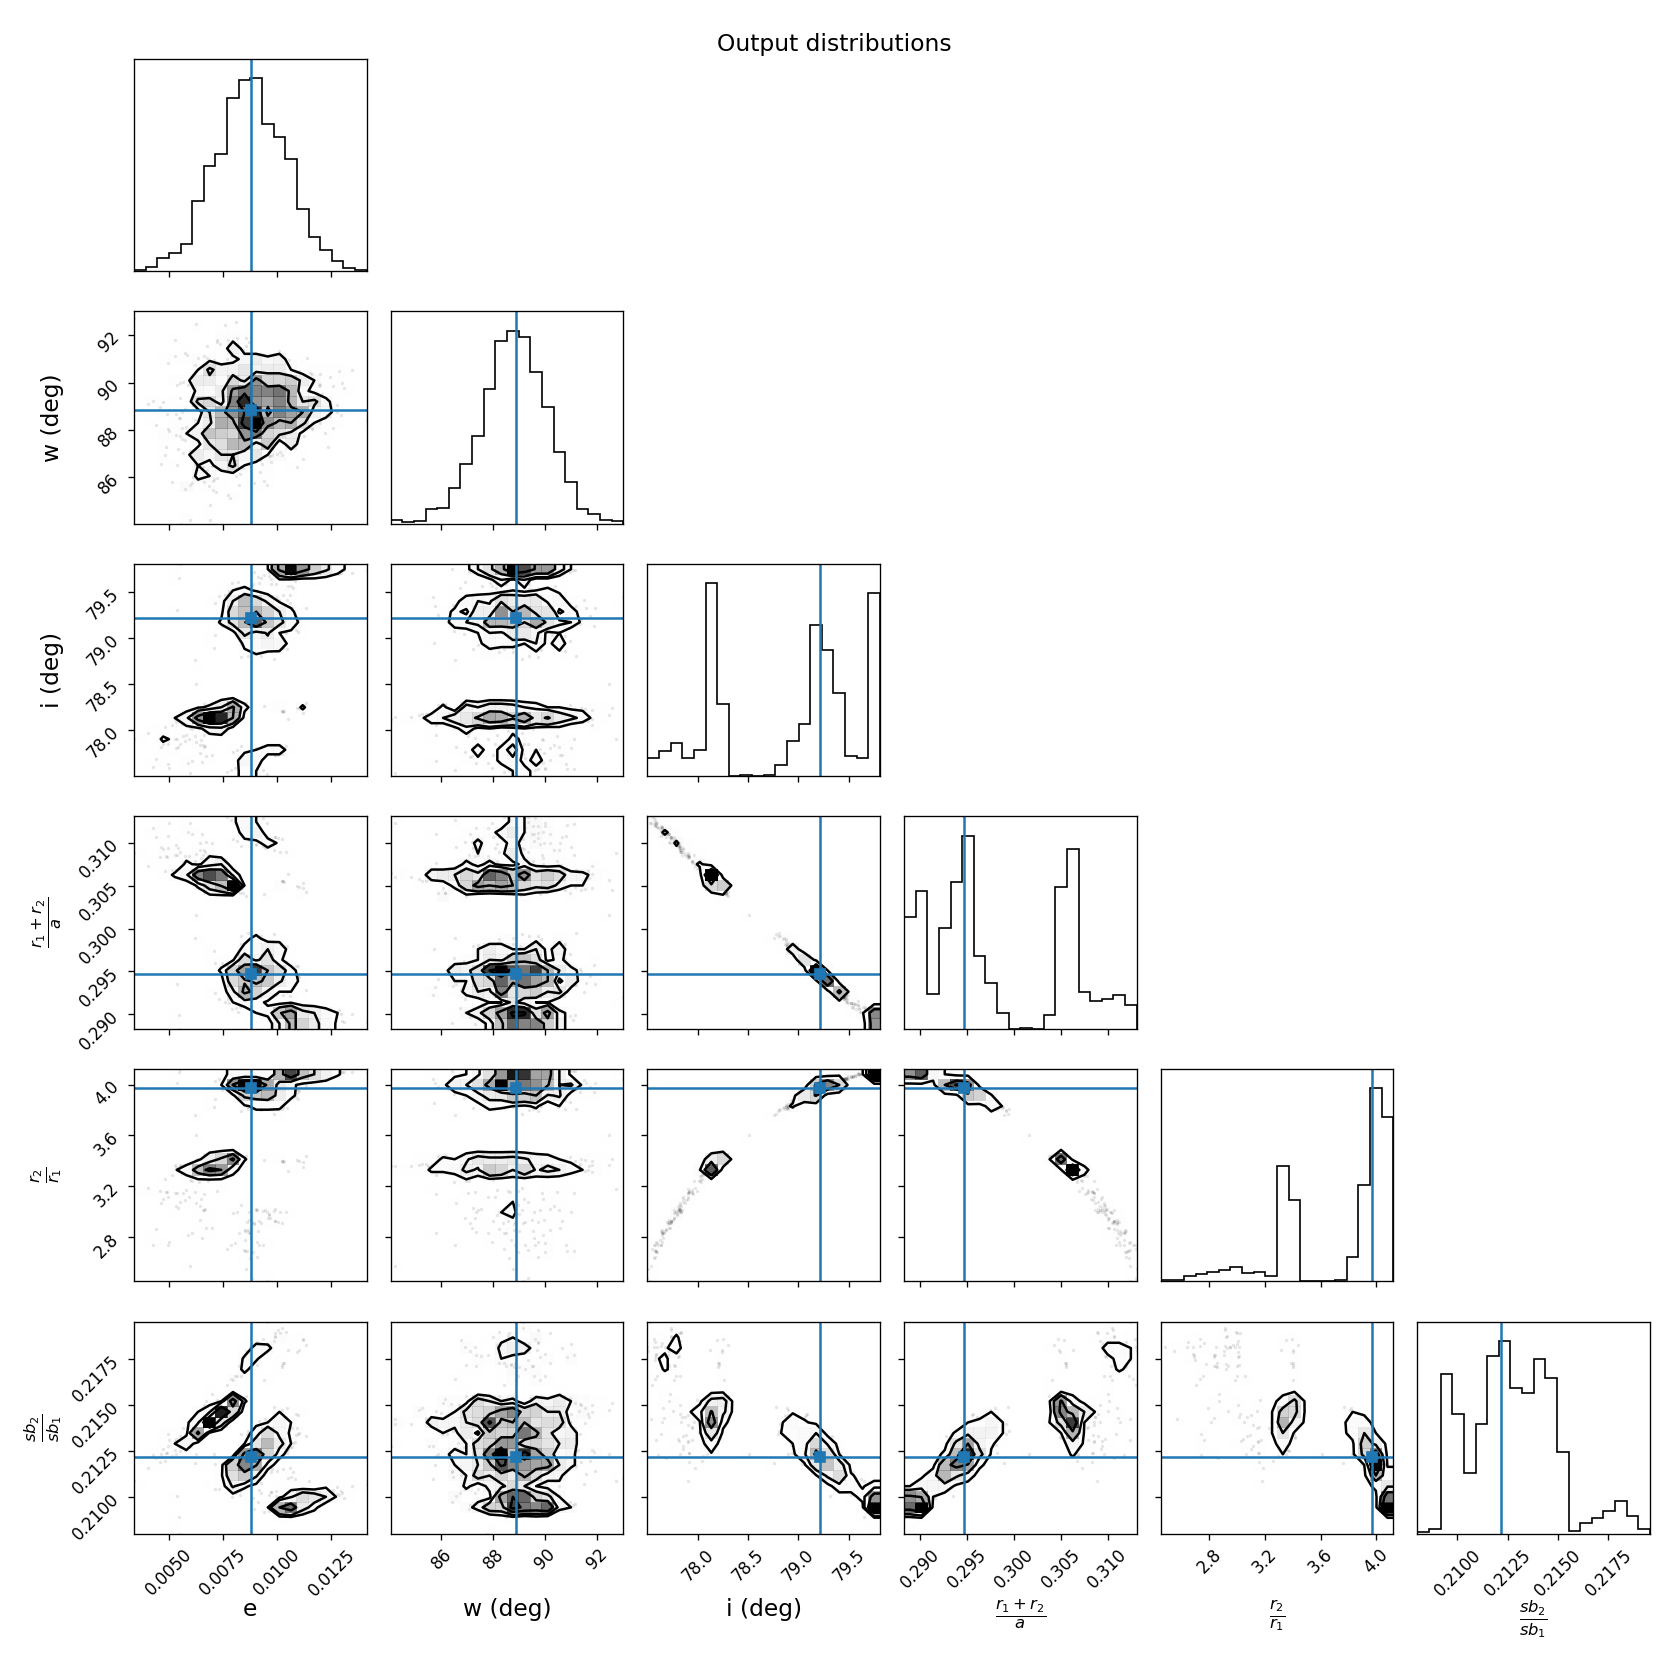 Output distributions
w (deg)
92
90
88
86
i (deg)
79.5
79.0
78.5
78.0
r1 + r2
a
0.310
0.305
0.300
0.295
0.290
r2
r1
4.0
3.6
3.2
2.8
sb2
sb1
0.2175
0.2150
0.2125
0.2100
0.0050 0.0075 0.0100 0.0125
86 88 90 92
78.0 78.5 79.0 79.5
0.290 0.295 0.300 0.305 0.310
2.8 3.2 3.6 4.0
0.2100 0.2125 0.2150 0.2175
e
w (deg)
i (deg)
r1 + r2
a
r2
r1
sb2
sb1